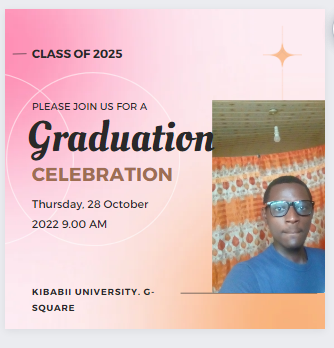 CLASS OF 2025
PLEASE JOIN US FOR A
Graduation
CELEBRATION
Thursday, 28 October
2022 9.00 AM
KIBABII UNIVERSITY. G-
SQUARE